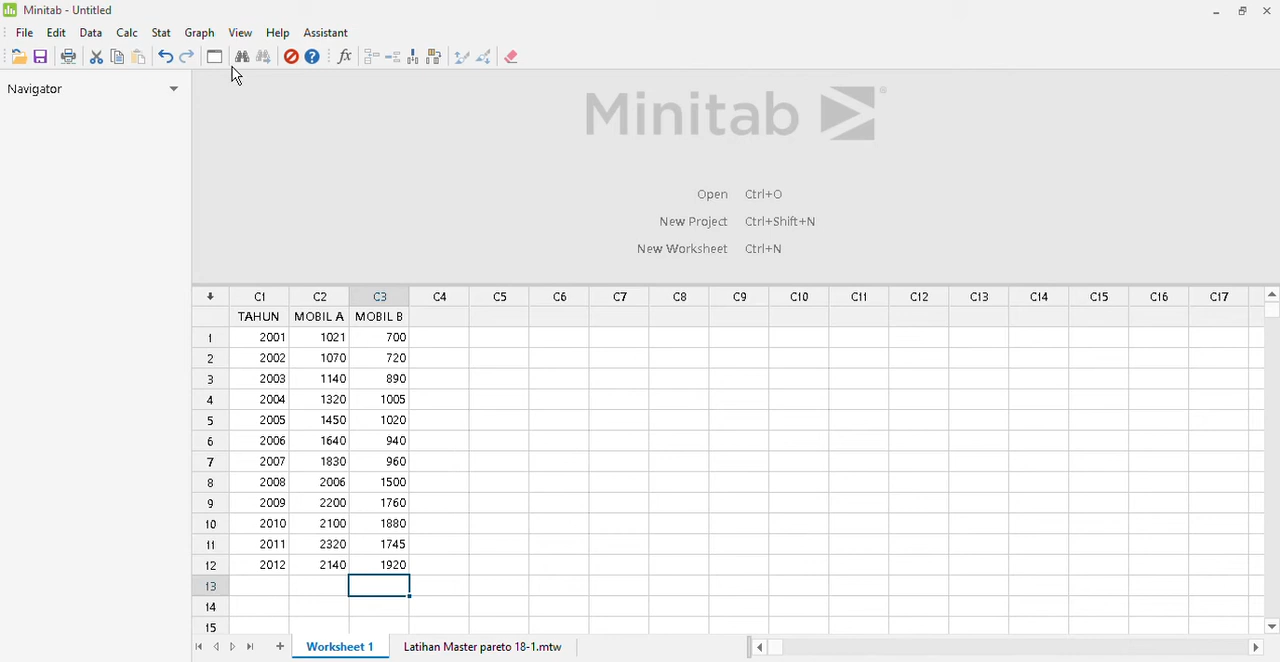 Minitab - Untitled
File Edit Data Calc Stat Graph View Help Assistant
fx
Navigator
Minitab
Open Ctrl+O
New Project Ctrl+Shift+N
New Worksheet Ctrl+N
C1 C2 C3 C4 C5 C6 C7 C8 C9 C10 C11 C12 C13 C14 C15 C16 C17
TAHUN MOBIL A MOBIL B
1 2001 1021 700
2 2002 1070 720
3 2003 1140 890
4 2004 1320 1005
5 2005 1450 1020
6 2006 1640 940
7 2007 1830 960
8 2008 2006 1500
9 2009 2200 1760
10 2010 2100 1880
11 2011 2320 1745
12 2012 2140 1920
13
14
15
Worksheet 1 Latihan Master pareto 18-1.mtw